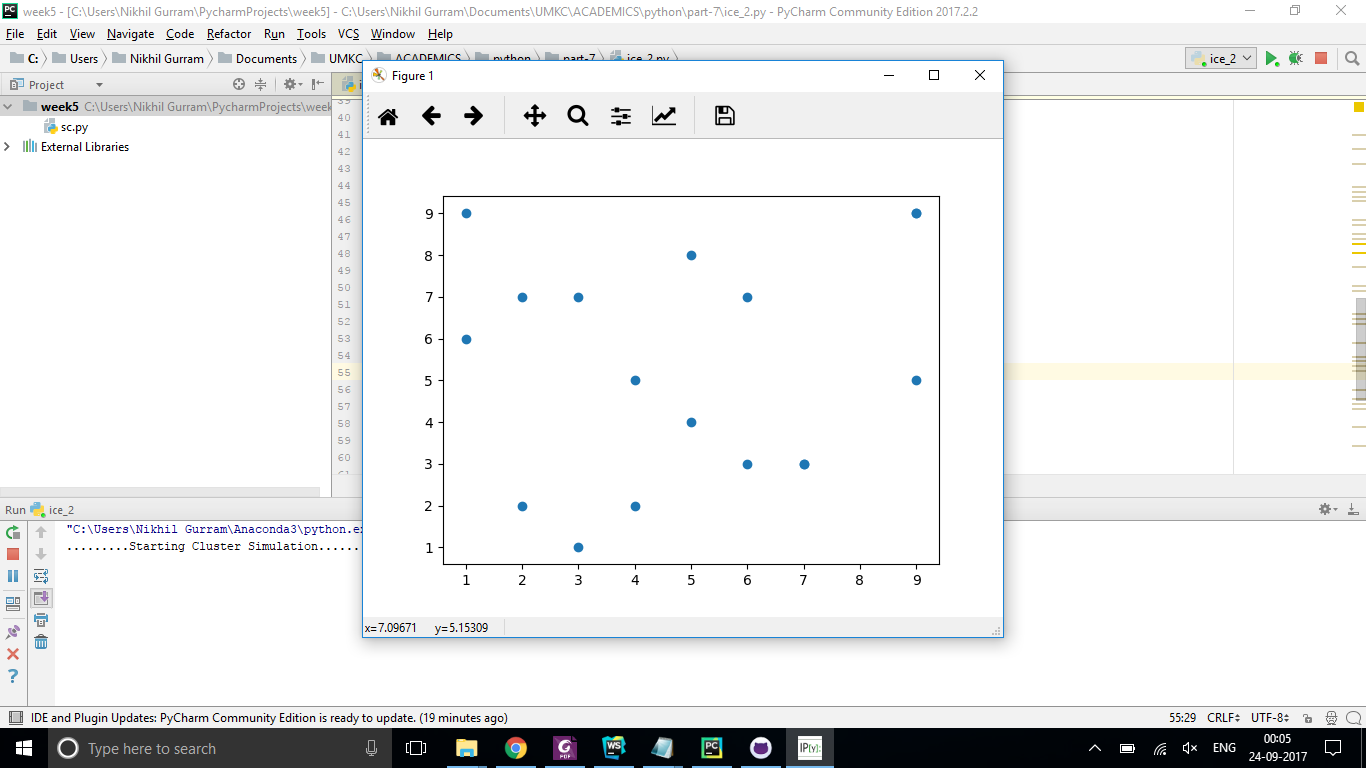 week5 - [C:\Users\Nikhil Gurram\PycharmProjects\week5] - C:\Users\Nikhil Gurram\Documents\UMKC\ACADEMICS\python\part-7\ice_2.py - PyCharm Community Edition 2017.2.2
File Edit View Navigate Code Refactor Run Tools VCS Window Help
C: Users Nikhil Gurram Documents UMKC ACADEMICS python part-7 ice_2.py
ice_2
Project
week5 C:\Users\Nikhil Gurram\PycharmProjects\week
sc.py
External Libraries
39
40
41
42
43
44
45
46
47
48
49
50
51
52
53
54
55
56
57
58
59
60
61
Figure 1
9
8
7
6
5
4
3
2
1
1 2 3 4 5 6 7 8 9
x=7.09671 y=5.15309
Run ice_2
"C:\Users\Nikhil Gurram\Anaconda3\python.ex
.........Starting Cluster Simulation......
IDE and Plugin Updates: PyCharm Community Edition is ready to update. (19 minutes ago)
55:29 CRLF UTF-8
Type here to search
PDF
WS
PC
IP[y]:
ENG
00:05
24-09-2017